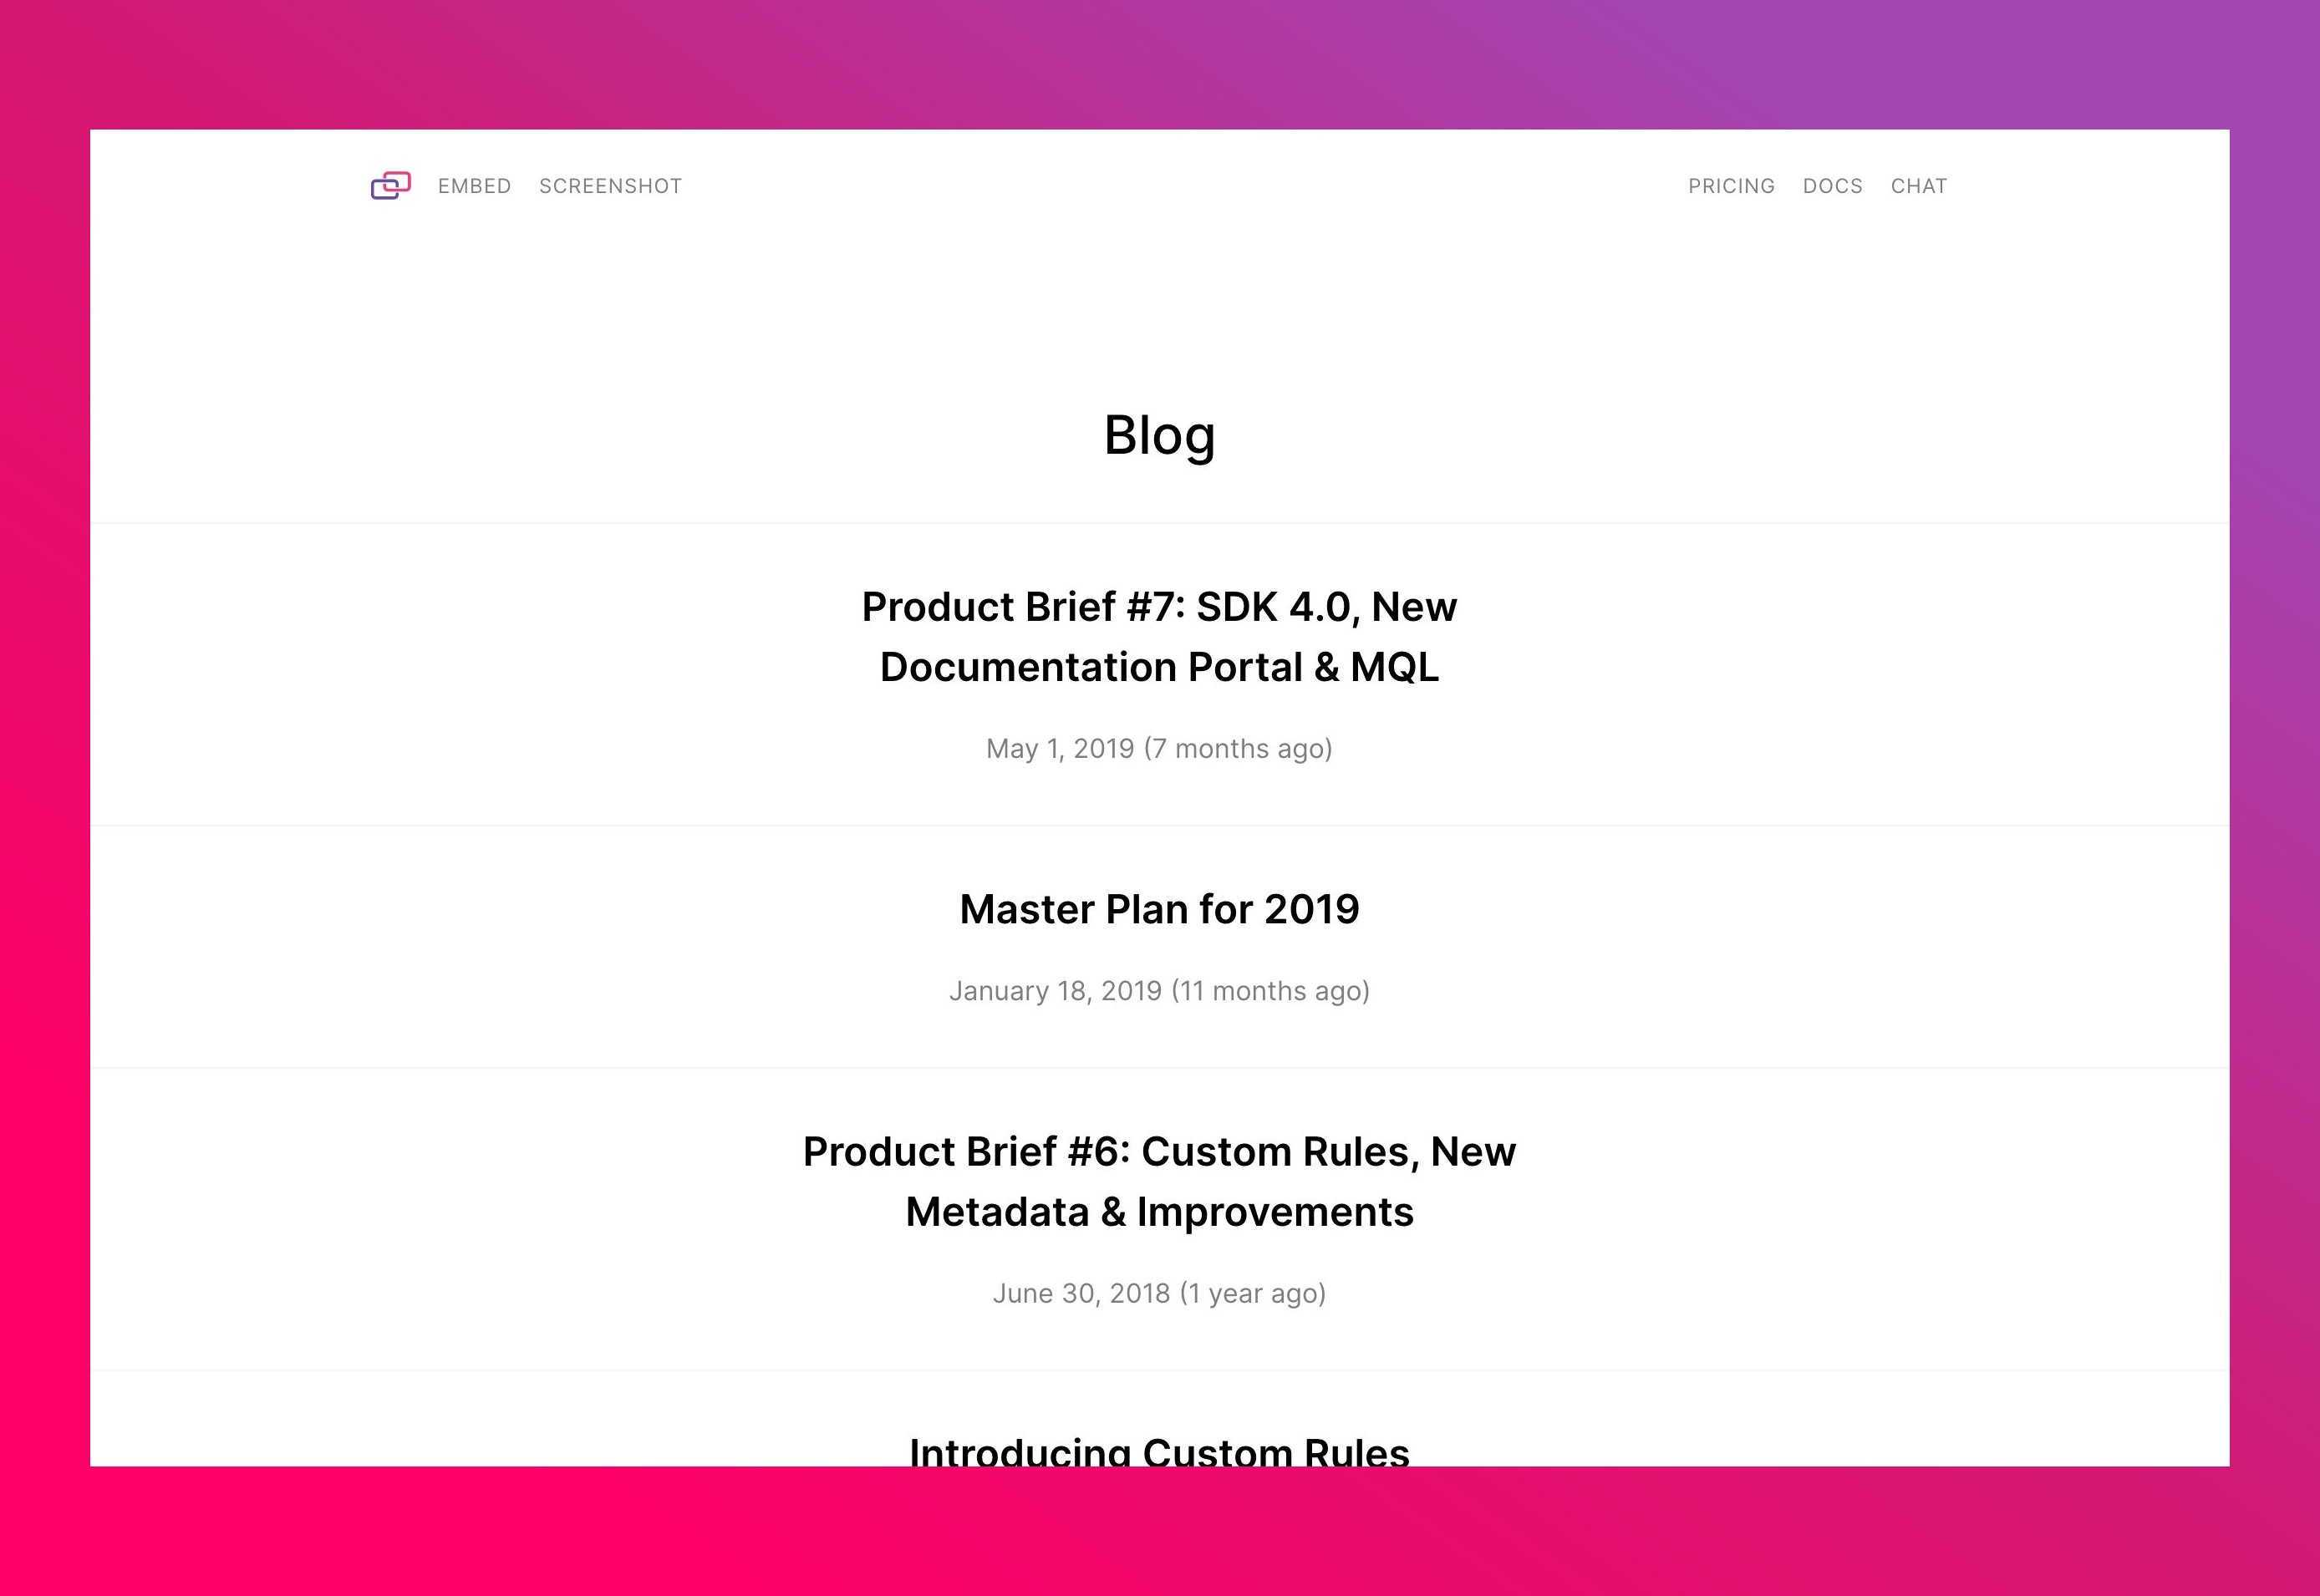 EMBED SCREENSHOT PRICING DOCS CHAT
Blog
Product Brief #7: SDK 4.0, New
Documentation Portal & MQL
May 1, 2019 (7 months ago)
Master Plan for 2019
January 18, 2019 (11 months ago)
Product Brief #6: Custom Rules, New
Metadata & Improvements
June 30, 2018 (1 year ago)
Introducing Custom Rules